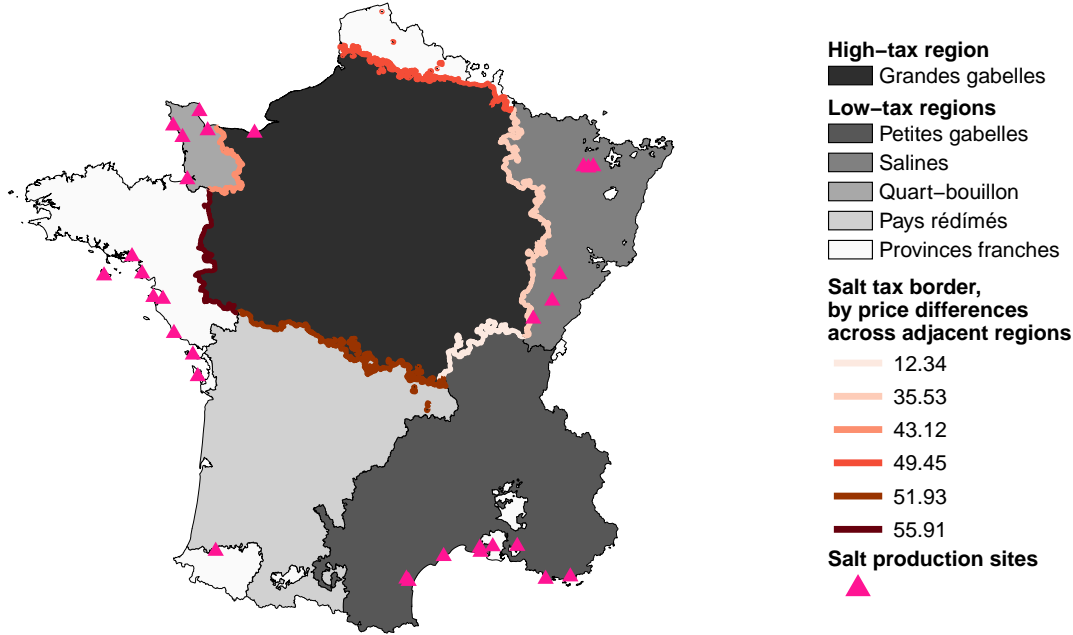 High−tax region
Grandes gabelles
Low−tax regions
Petites gabelles
Salines
Quart−bouillon
Pays rédímés
Provinces franches
Salt tax border,
by price differences
across adjacent regions
12.34
35.53
43.12
49.45
51.93
55.91
Salt production sites